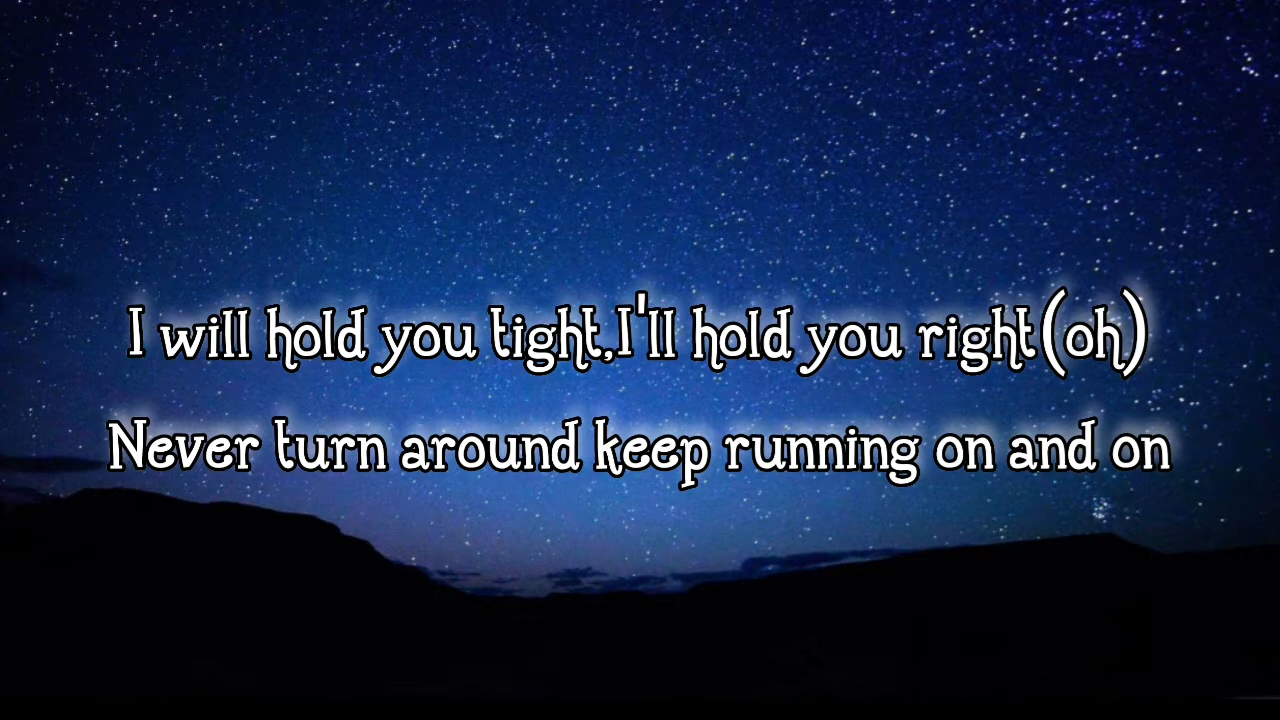 I will hold you tight,I'll hold you right(oh)
Never turn around keep running on and on